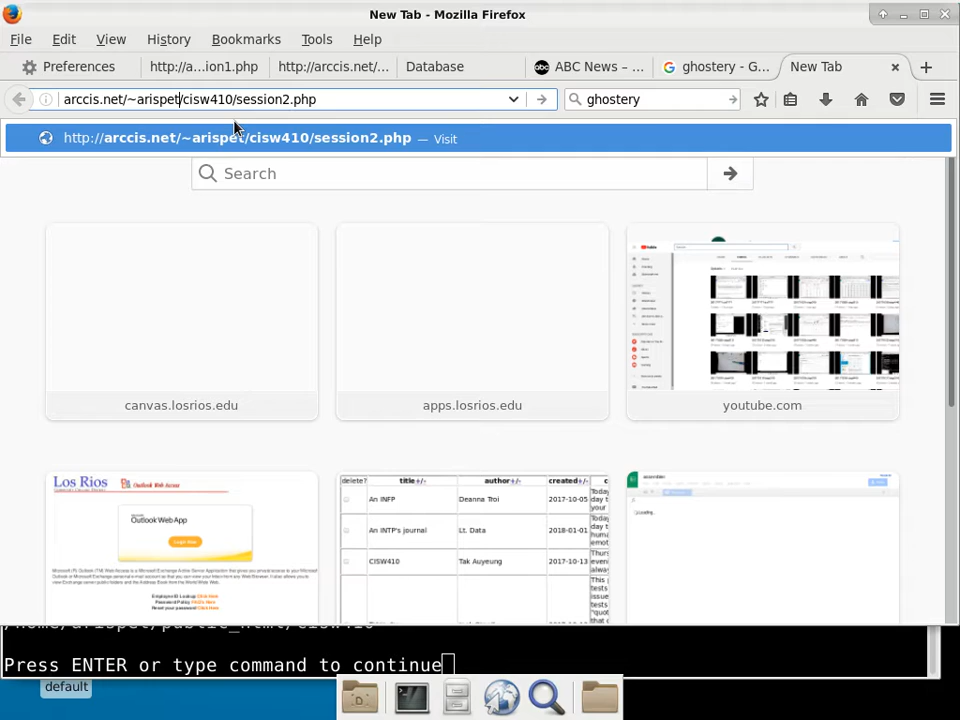 New Tab - Mozilla Firefox
File Edit View History Bookmarks Tools Help
Preferences http://a...ion1.php http://arccis.net/... Database abc ABC News – ... G ghostery - G... New Tab
arccis.net/~arispet/cisw410/session2.php ghostery
http://arccis.net/~arispet/cisw410/session2.php — Visit
Search
canvas.losrios.edu apps.losrios.edu youtube.com
Los Rios Outlook Web Access
Outlook Web App
delete? title+/- author+/- created+/-
An INFP Deanna Troi 2017-10-05
An INTP's journal Lt. Data 2018-01-01
CISW410 Tak Auyeung 2017-10-13
Press ENTER or type command to continue
default